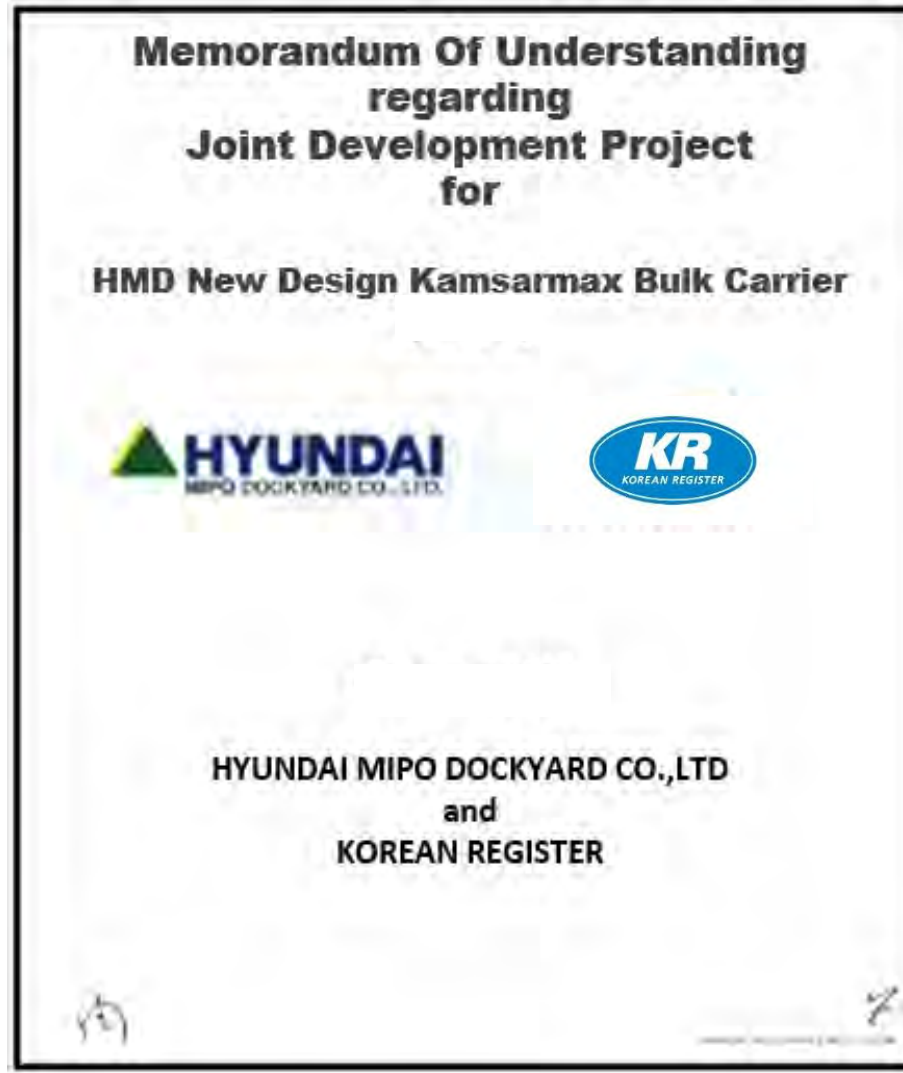 Memorandum Of Understanding
regarding
Joint Development Project
for
HMD New Design Kamsarmax Bulk Carrier
HYUNDAI
MIPO DOCKYARD CO., LTD.
KR
KOREAN REGISTER
HYUNDAI MIPO DOCKYARD CO.,LTD
and
KOREAN REGISTER